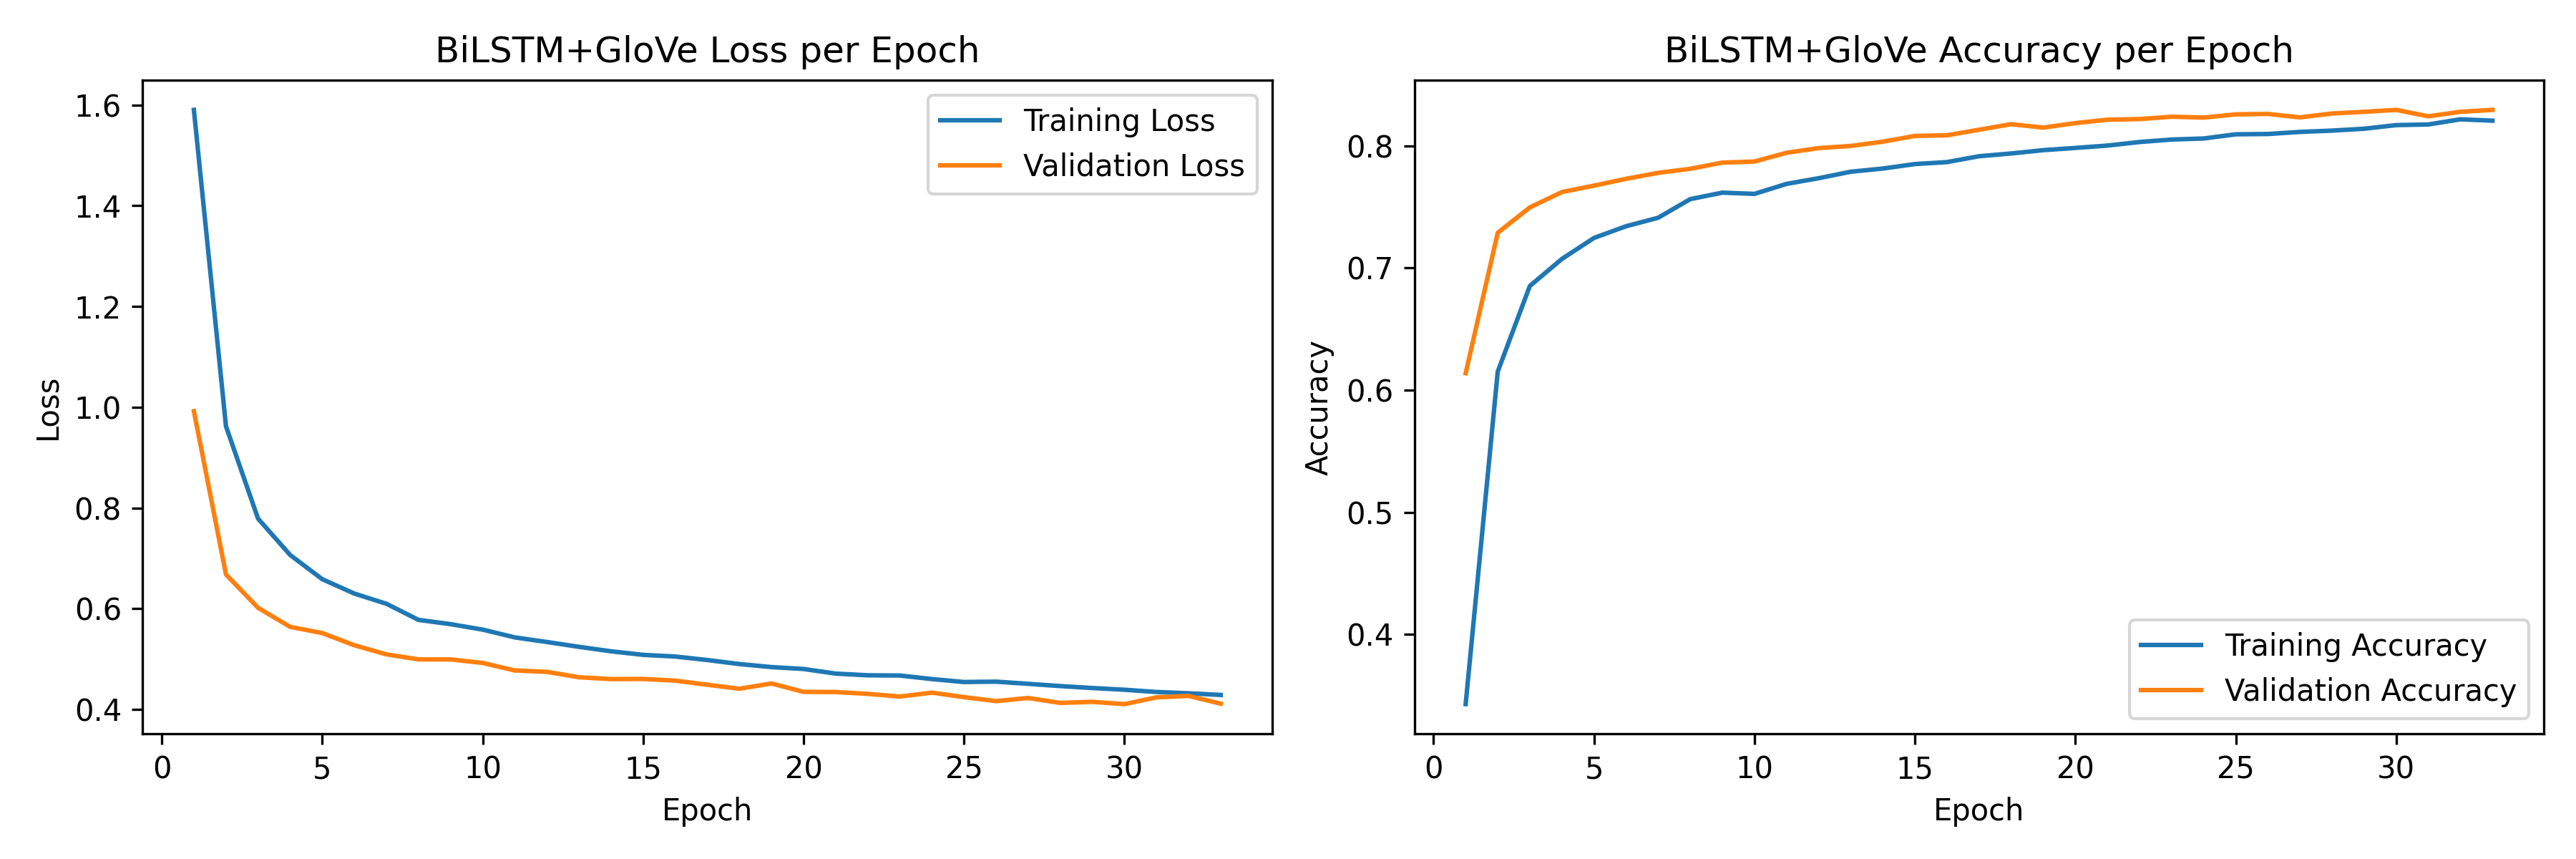 BiLSTM+GloVe Loss per Epoch
1.6
1.4
1.2
1.0
0.8
0.6
0.4
Loss
Training Loss
Validation Loss
0 5 10 15 20 25 30
Epoch
BiLSTM+GloVe Accuracy per Epoch
0.8
0.7
0.6
0.5
0.4
Accuracy
Training Accuracy
Validation Accuracy
0 5 10 15 20 25 30
Epoch